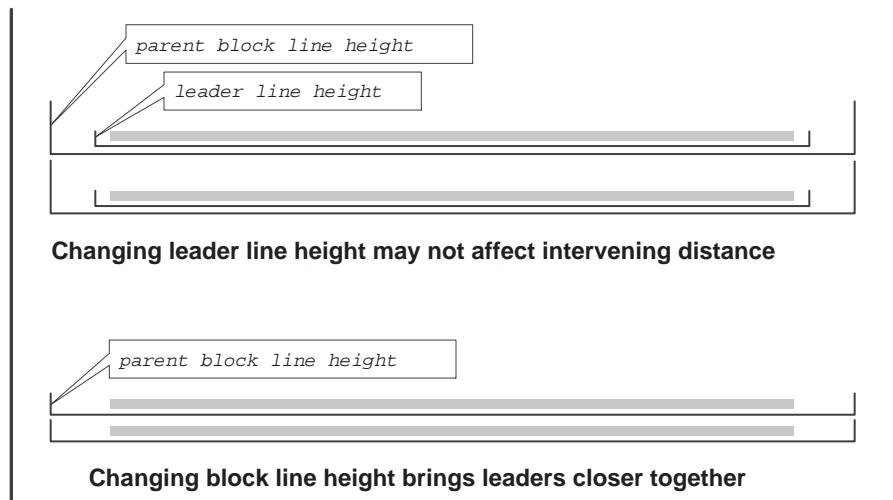 parent block line height
leader line height
Changing leader line height may not affect intervening distance
parent block line height
Changing block line height brings leaders closer together